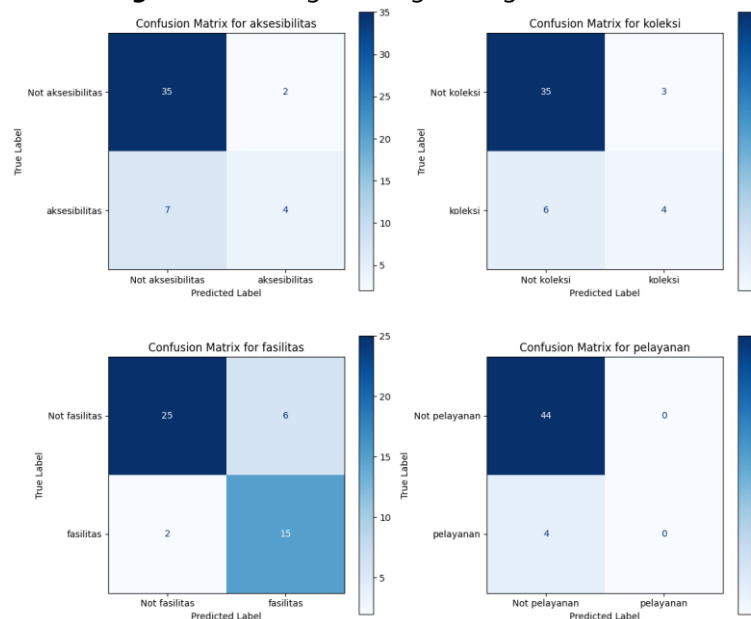 Confusion Matrix for aksesibilitas
35
2
7
4
Not aksesibilitas
aksesibilitas
True Label
Not aksesibilitas
aksesibilitas
Predicted Label
35
30
25
20
15
10
5
Confusion Matrix for koleksi
35
3
6
4
Not koleksi
koleksi
True Label
Not koleksi
koleksi
Predicted Label
Confusion Matrix for fasilitas
25
6
2
15
Not fasilitas
fasilitas
True Label
Not fasilitas
fasilitas
Predicted Label
25
20
15
10
5
Confusion Matrix for pelayanan
44
0
4
0
Not pelayanan
pelayanan
True Label
Not pelayanan
pelayanan
Predicted Label